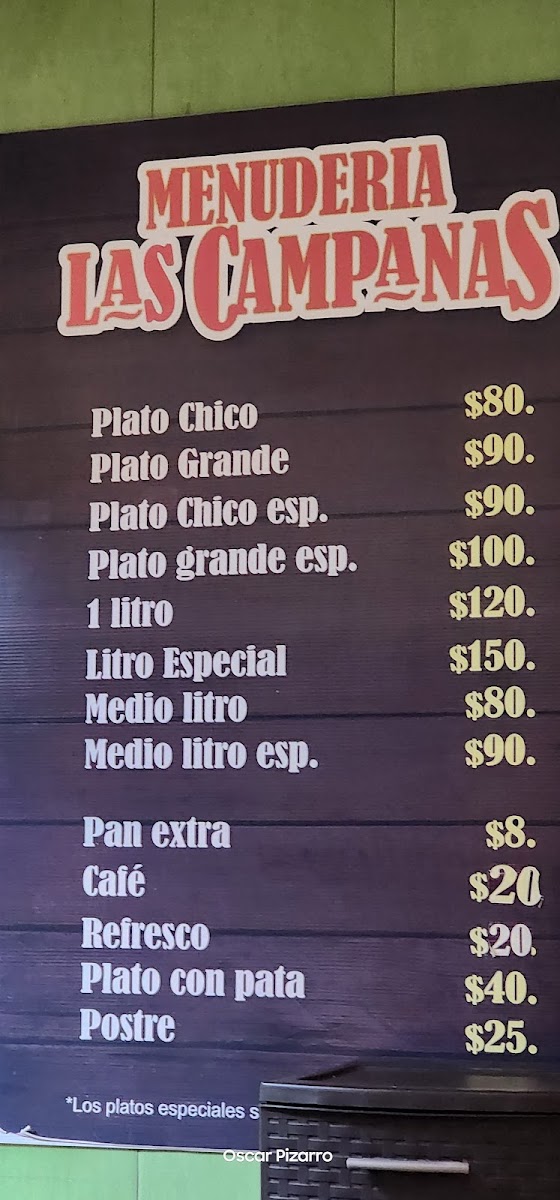 MENUDERIA
LAS CAMPANAS
Plato Chico $80.
Plato Grande $90.
Plato Chico esp. $90.
Plato grande esp. $100.
1 litro $120.
Litro Especial $150.
Medio litro $80.
Medio litro esp. $90.
Pan extra $8.
Café $20
Refresco $20.
Plato con pata $40.
Postre $25.
*Los platos especiales s
Oscar Pizarro